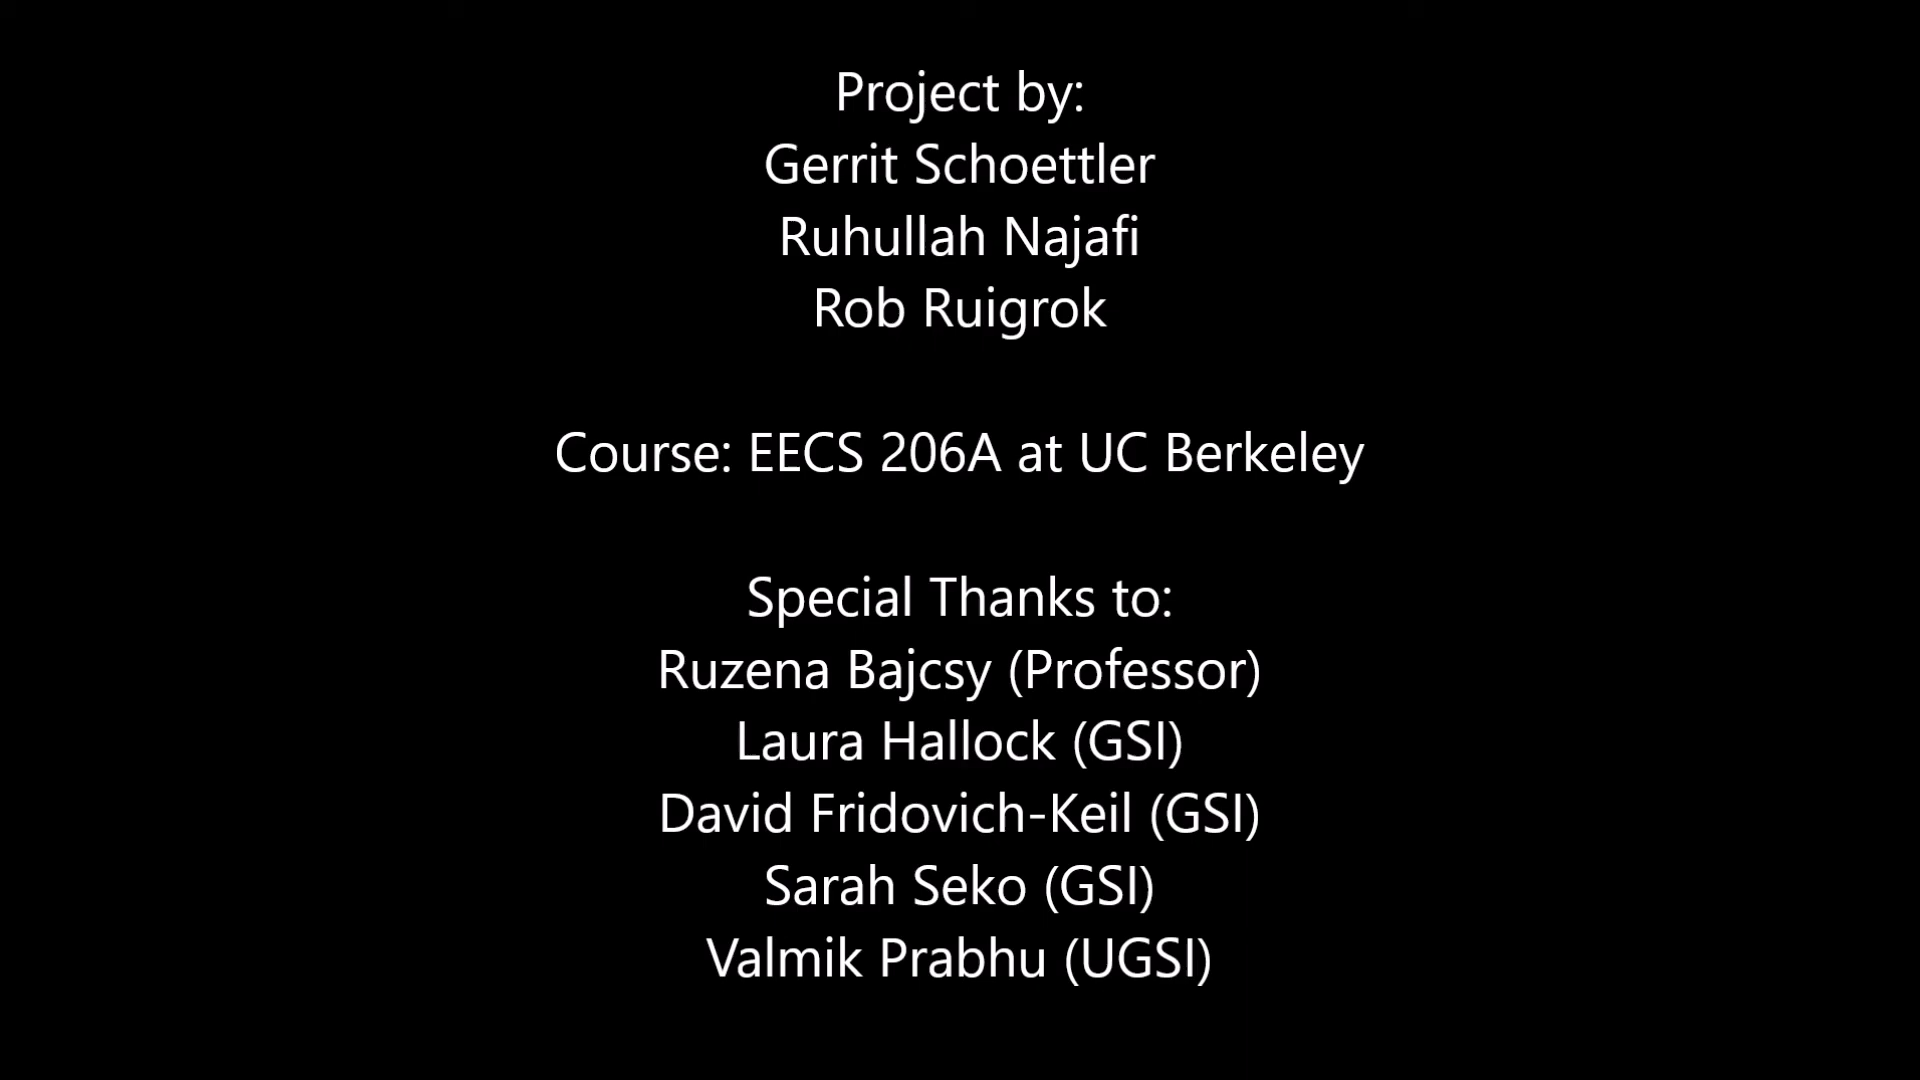 Project by:
Gerrit Schoettler
Ruhullah Najafi
Rob Ruigrok
Course: EECS 206A at UC Berkeley
Special Thanks to:
Ruzena Bajcsy (Professor)
Laura Hallock (GSI)
David Fridovich-Keil (GSI)
Sarah Seko (GSI)
Valmik Prabhu (UGSI)